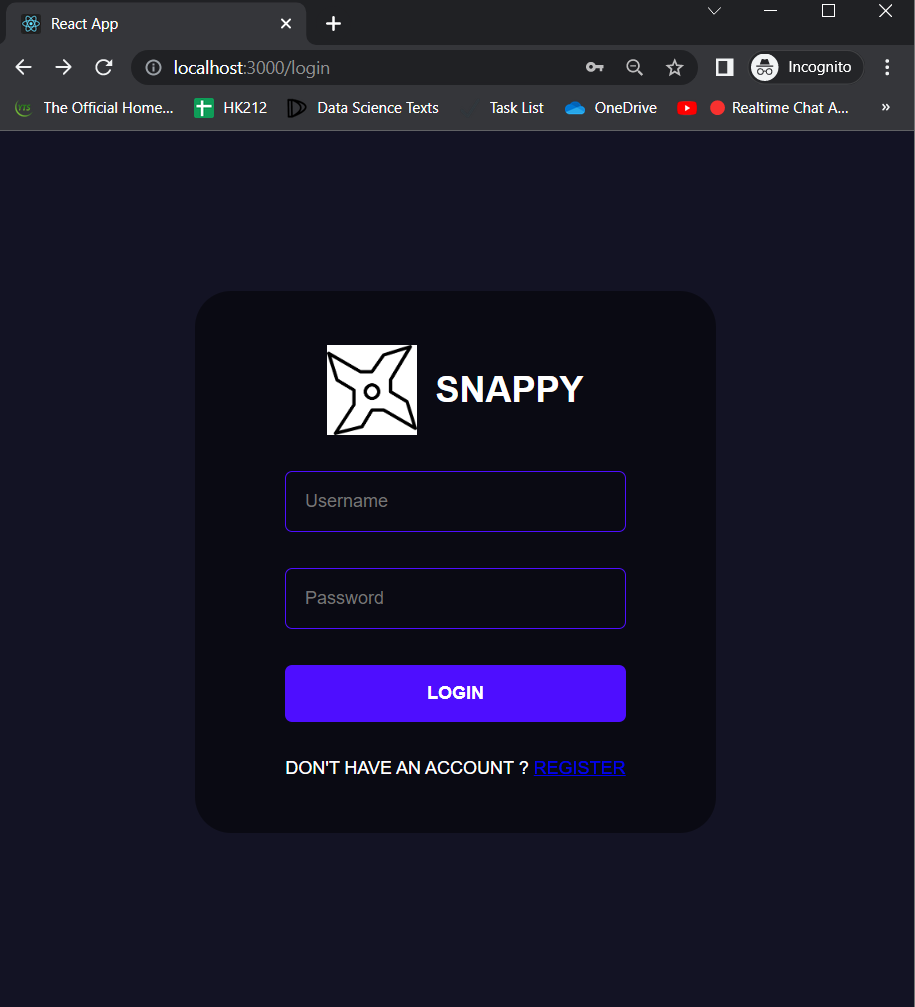 React App
localhost:3000/login
Incognito
The Official Home... HK212 Data Science Texts Task List OneDrive Realtime Chat A... »
SNAPPY
Username
Password
LOGIN
DON'T HAVE AN ACCOUNT ? REGISTER